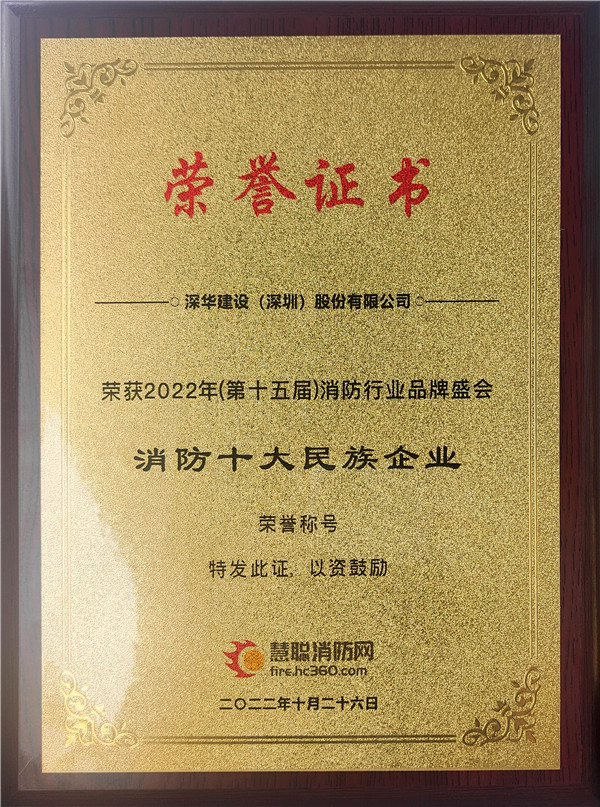 荣誉证书
深华建设（深圳）股份有限公司
荣获2022年(第十五届)消防行业品牌盛会
消防十大民族企业
荣誉称号
特发此证，以资鼓励
慧聪消防网
fire.hc360.com
二〇二二年十月二十六日